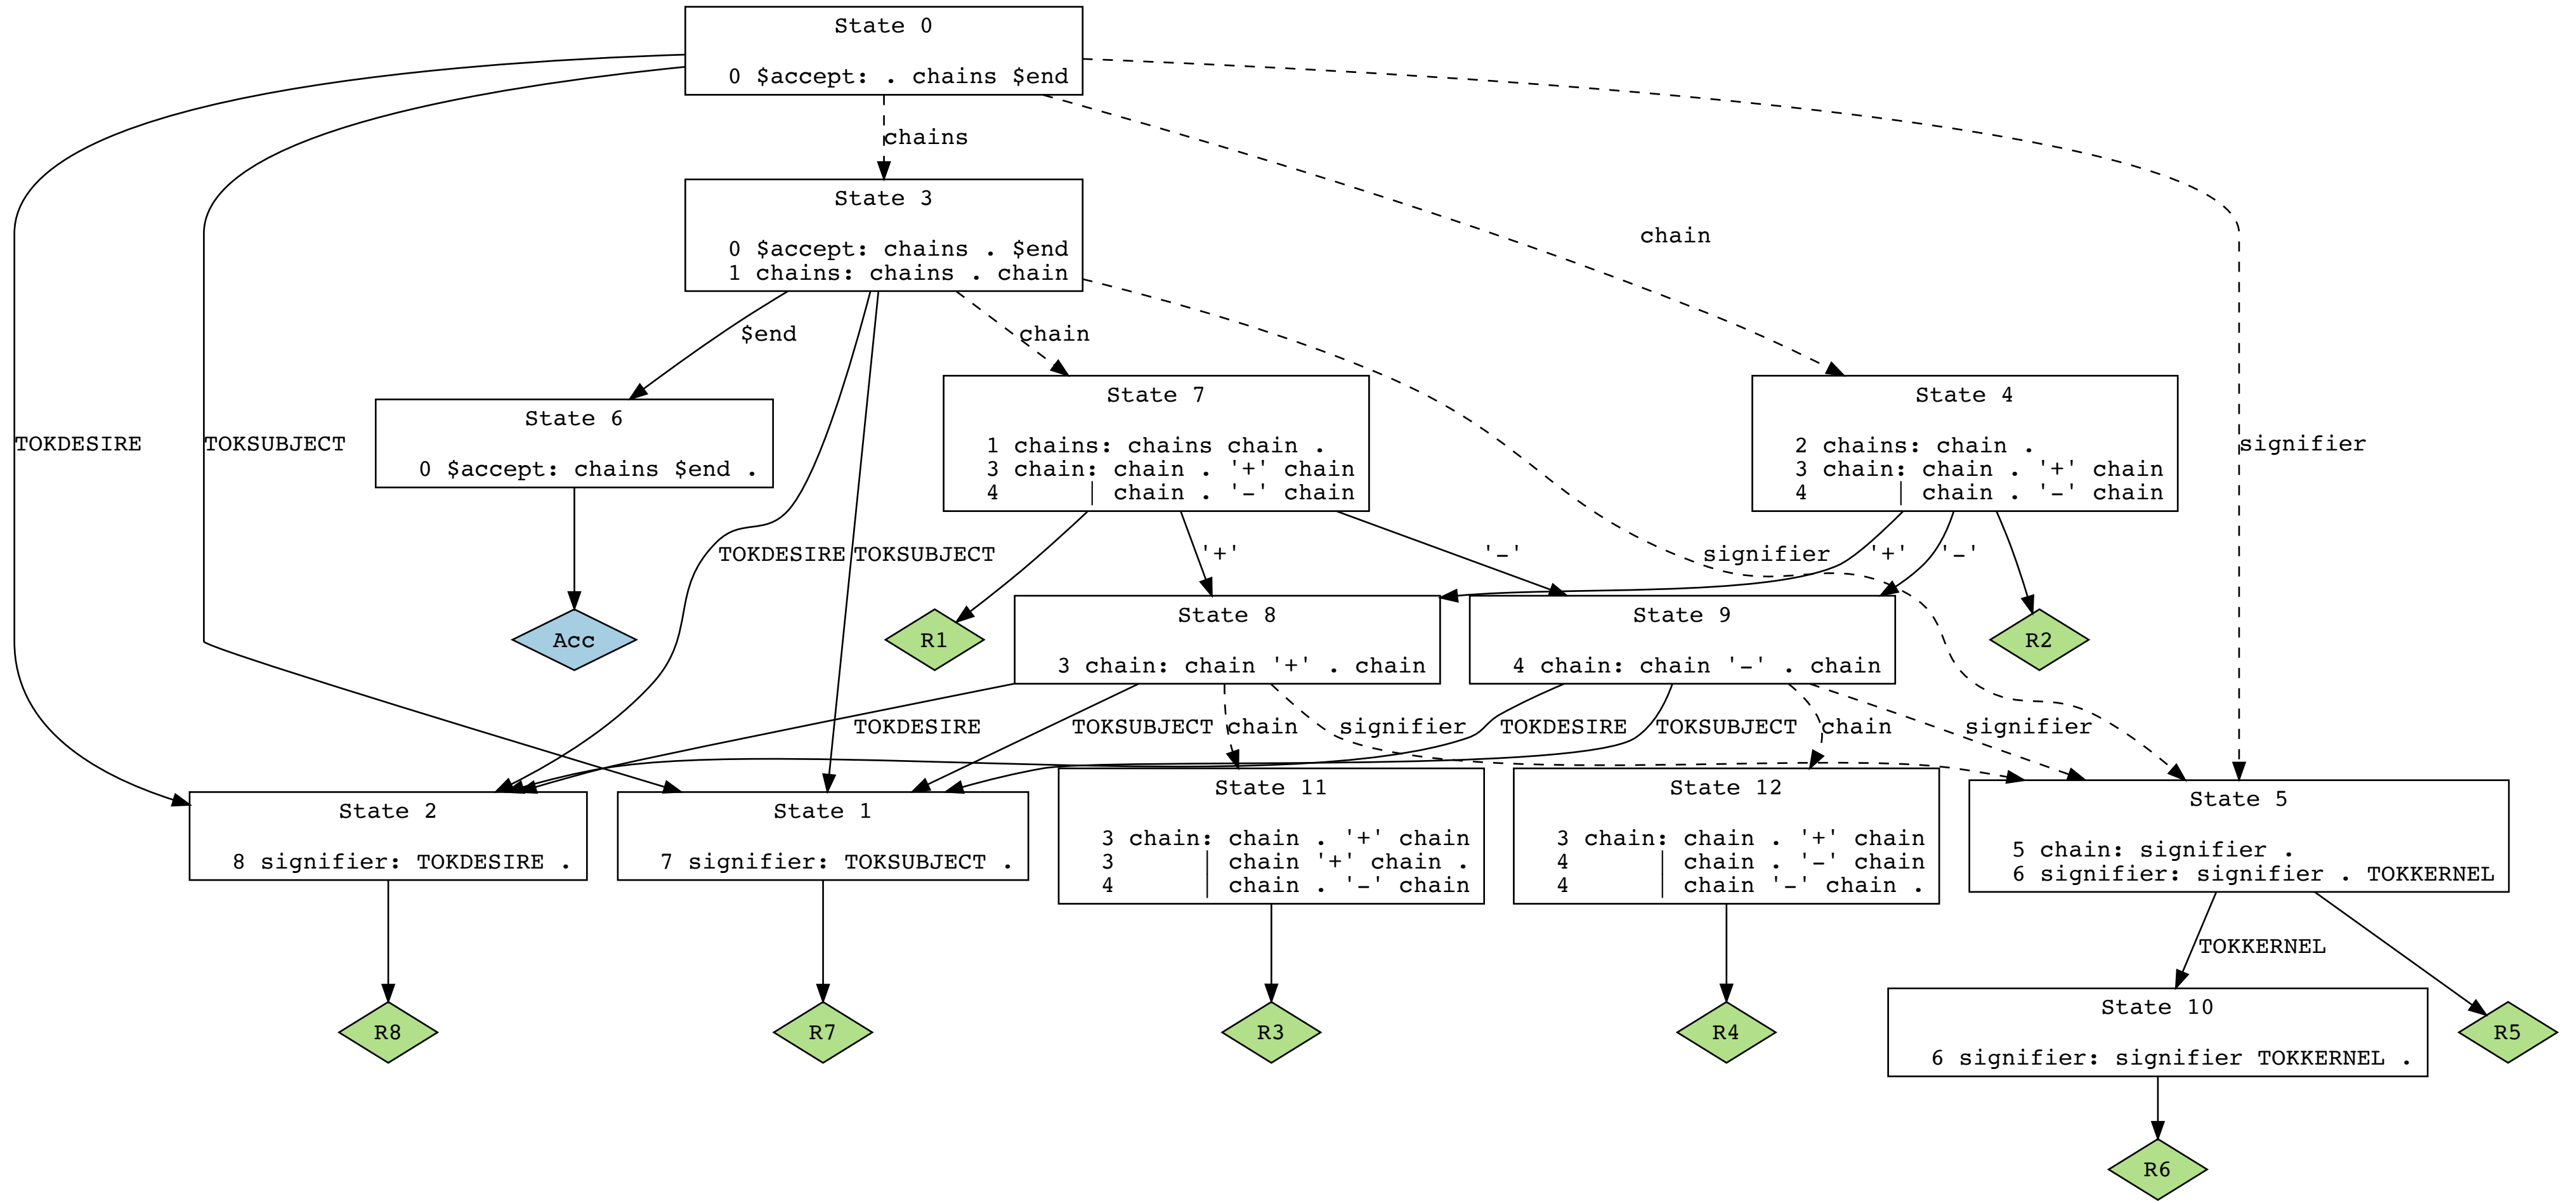 State 0
0 $accept: . chains $end
chains
State 3
0 $accept: chains . $end
1 chains: chains . chain
chain
$end
chain
State 7
1 chains: chains chain .
3 chain: chain . '+' chain
4 | chain . '-' chain
State 4
2 chains: chain .
3 chain: chain . '+' chain
4 | chain . '-' chain
State 6
0 $accept: chains $end .
TOKDESIRE
TOKSUBJECT
signifier
TOKDESIRE
TOKSUBJECT
'+'
'-'
signifier
'+'
'-'
Acc
R1
State 8
3 chain: chain '+' . chain
State 9
4 chain: chain '-' . chain
R2
TOKDESIRE
TOKSUBJECT
chain
signifier
TOKDESIRE
TOKSUBJECT
chain
signifier
State 2
8 signifier: TOKDESIRE .
State 1
7 signifier: TOKSUBJECT .
State 11
3 chain: chain . '+' chain
3 | chain '+' chain .
4 | chain . '-' chain
State 12
3 chain: chain . '+' chain
4 | chain . '-' chain
4 | chain '-' chain .
State 5
5 chain: signifier .
6 signifier: signifier . TOKKERNEL
TOKKERNEL
R8
R7
R3
R4
State 10
6 signifier: signifier TOKKERNEL .
R5
R6